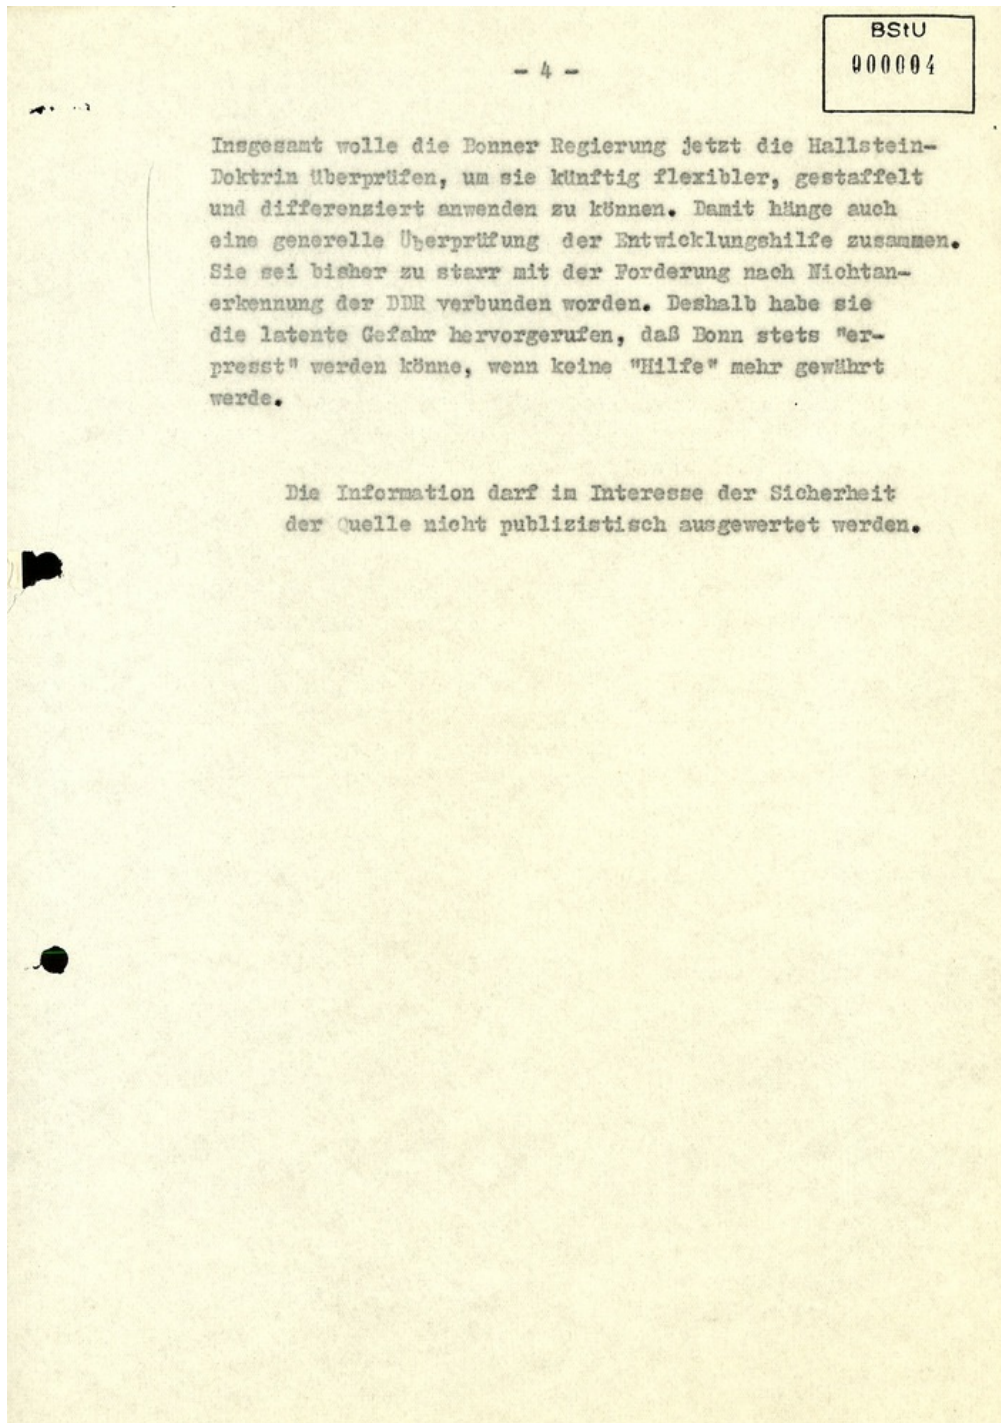 BStU
000004
- 4 -
Insgesamt wolle die Bonner Regierung jetzt die Hallstein-
Doktrin überprüfen, um sie künftig flexibler, gestaffelt
und differenziert anwenden zu können. Damit hänge auch
eine generelle Überprüfung der Entwicklungshilfe zusammen.
Sie sei bisher zu starr mit der Forderung nach Nichtan-
erkennung der DDR verbunden worden. Deshalb habe sie
die latente Gefahr hervorgerufen, daß Bonn stets "er-
presst" werden könne, wenn keine "Hilfe" mehr gewährt
werde.
Die Information darf im Interesse der Sicherheit
der Quelle nicht publizistisch ausgewertet werden.